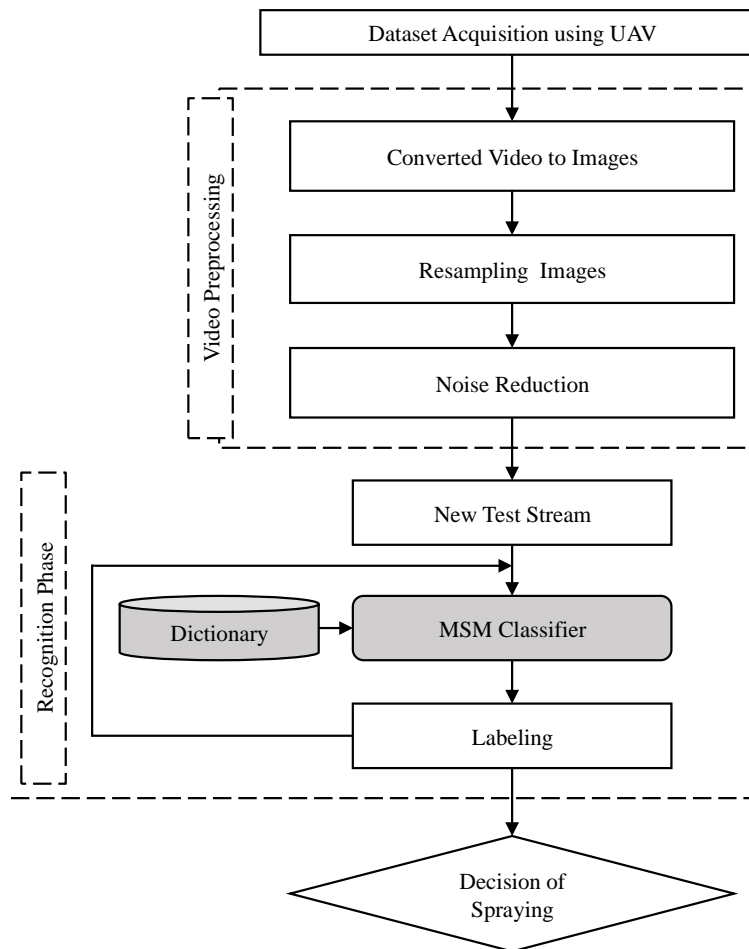 Dataset Acquisition using UAV
Video Preprocessing
Converted Video to Images
Resampling Images
Noise Reduction
Recognition Phase
New Test Stream
Dictionary
MSM Classifier
Labeling
Decision of
Spraying